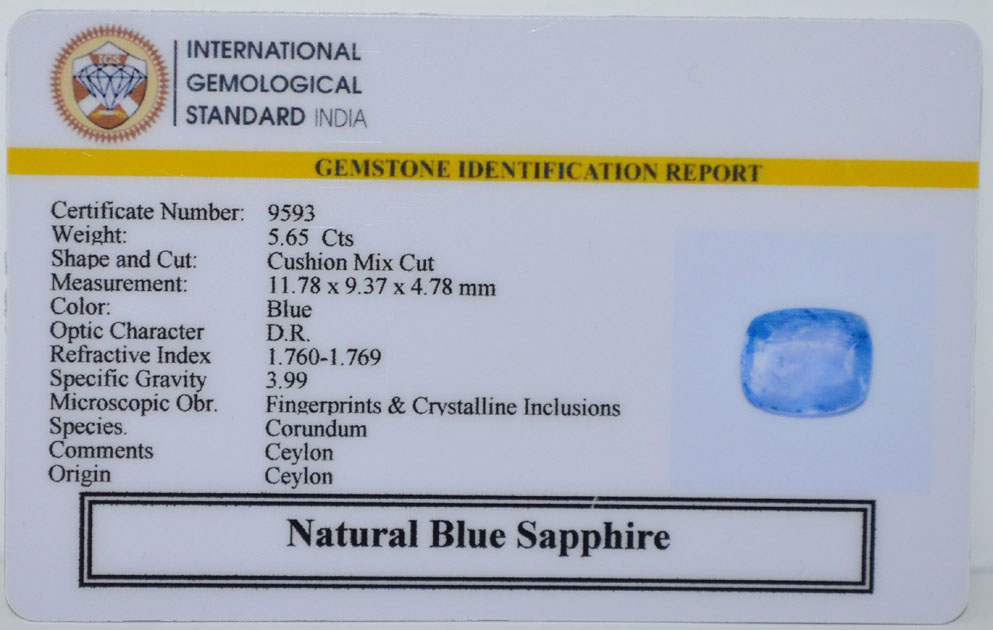 IGS
INTERNATIONAL
GEMOLOGICAL
STANDARD INDIA
GEMSTONE IDENTIFICATION REPORT
Certificate Number: 9593
Weight: 5.65 Cts
Shape and Cut: Cushion Mix Cut
Measurement: 11.78 x 9.37 x 4.78 mm
Color: Blue
Optic Character D.R.
Refractive Index 1.760-1.769
Specific Gravity 3.99
Microscopic Obr. Fingerprints & Crystalline Inclusions
Species. Corundum
Comments Ceylon
Origin Ceylon
Natural Blue Sapphire